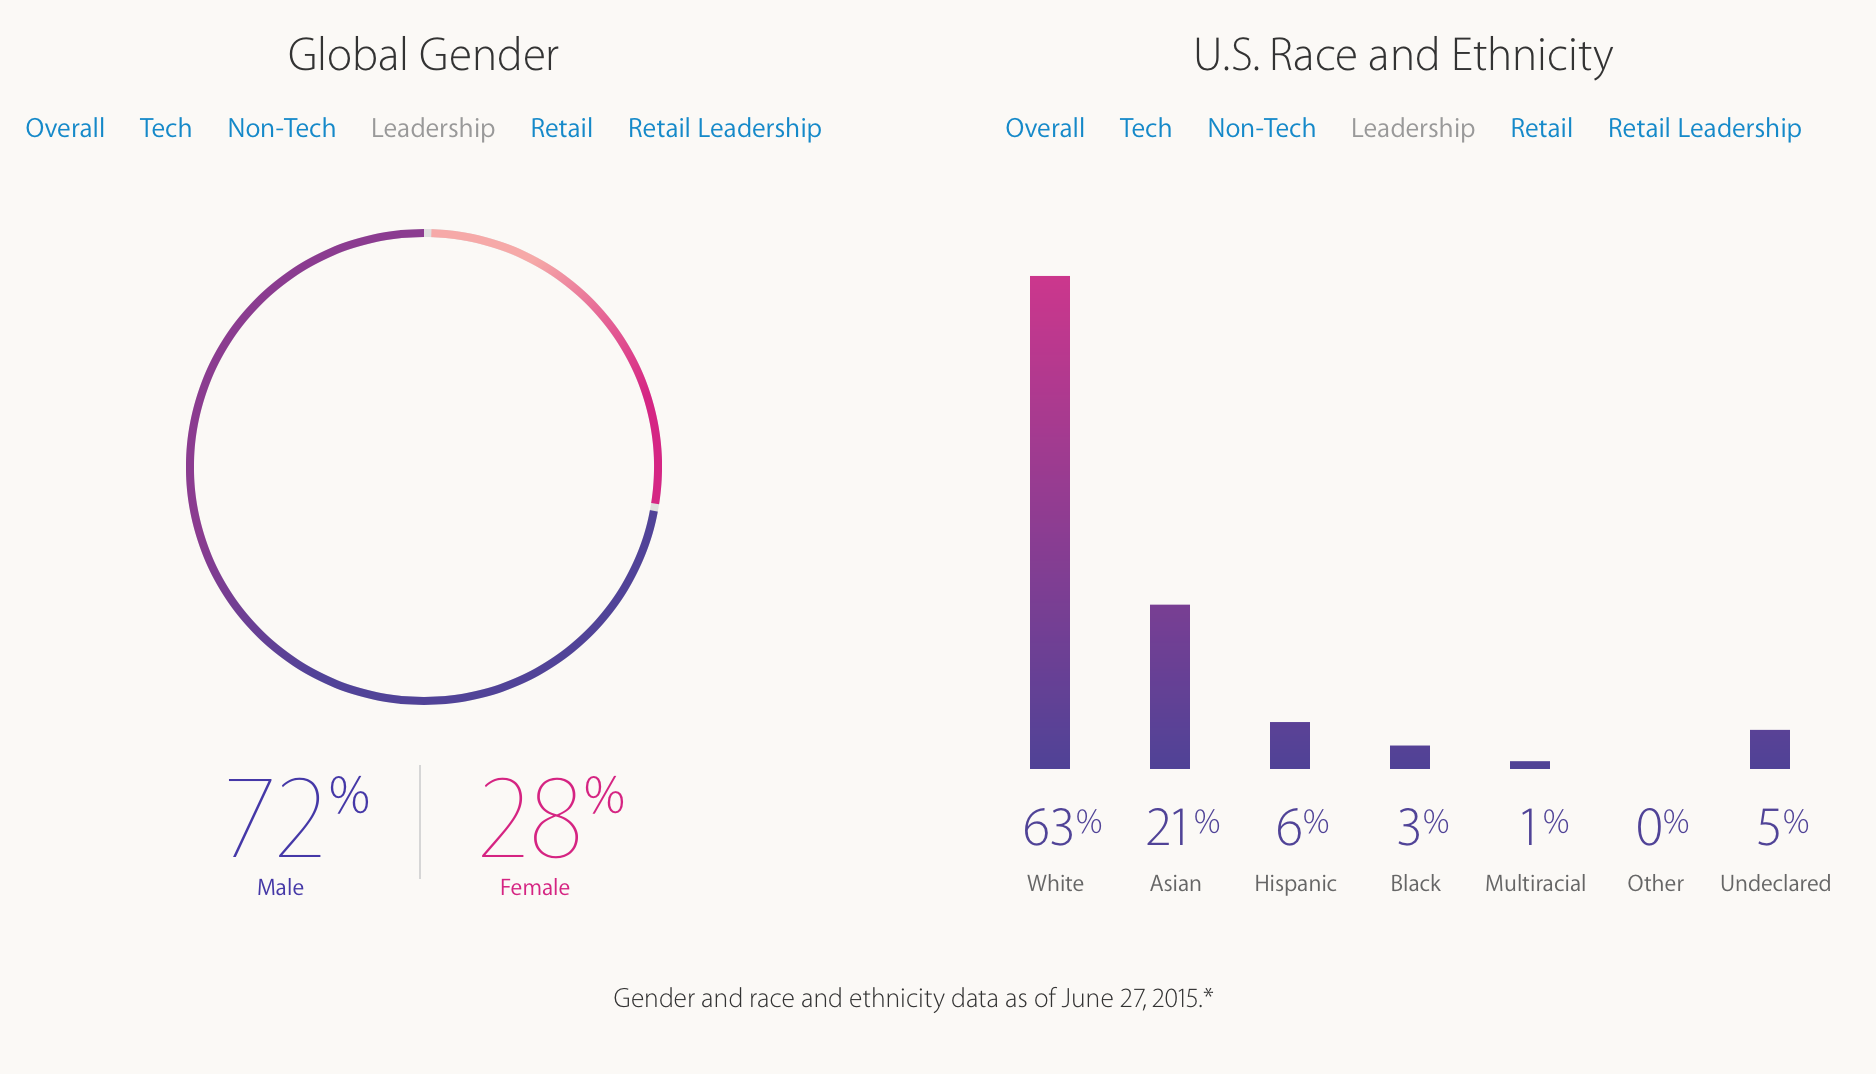 Global Gender
Overall Tech Non-Tech Leadership Retail Retail Leadership
72% 28%
Male Female
U.S. Race and Ethnicity
Overall Tech Non-Tech Leadership Retail Retail Leadership
63% 21% 6% 3% 1% 0% 5%
White Asian Hispanic Black Multiracial Other Undeclared
Gender and race and ethnicity data as of June 27, 2015.*